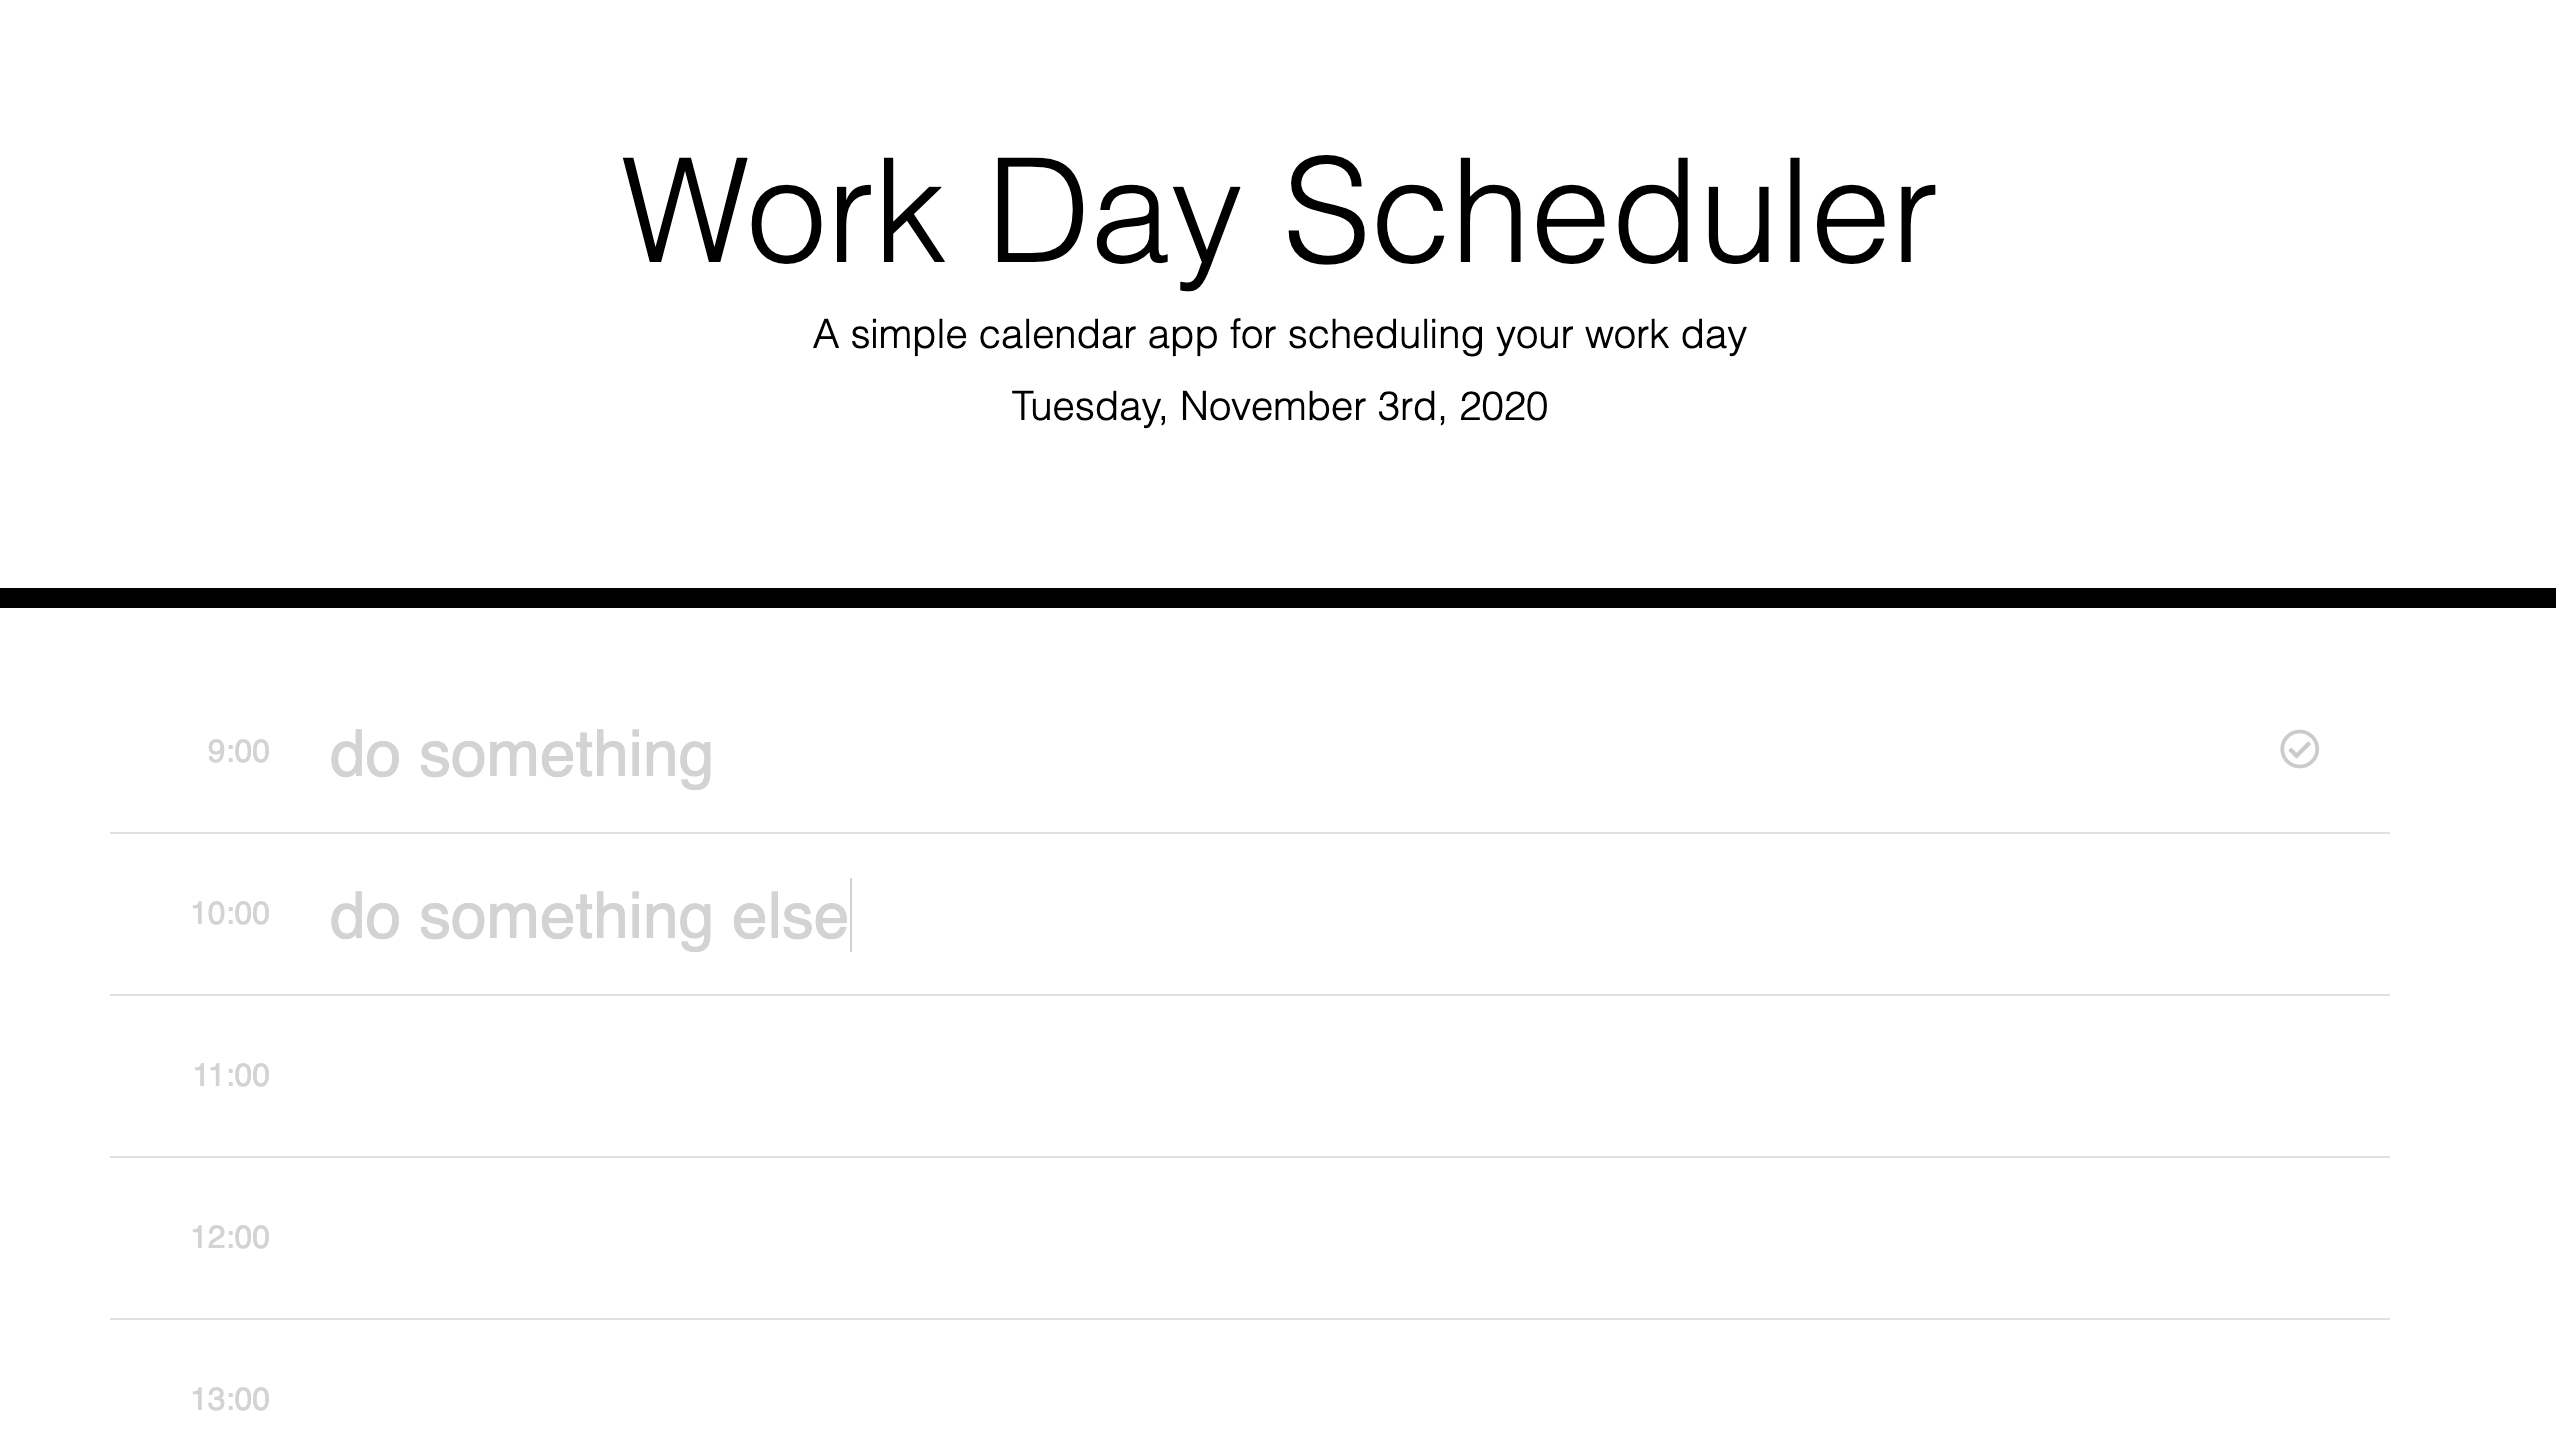 Work Day Scheduler
A simple calendar app for scheduling your work day
Tuesday, November 3rd, 2020
9:00 do something
10:00 do something else
11:00
12:00
13:00